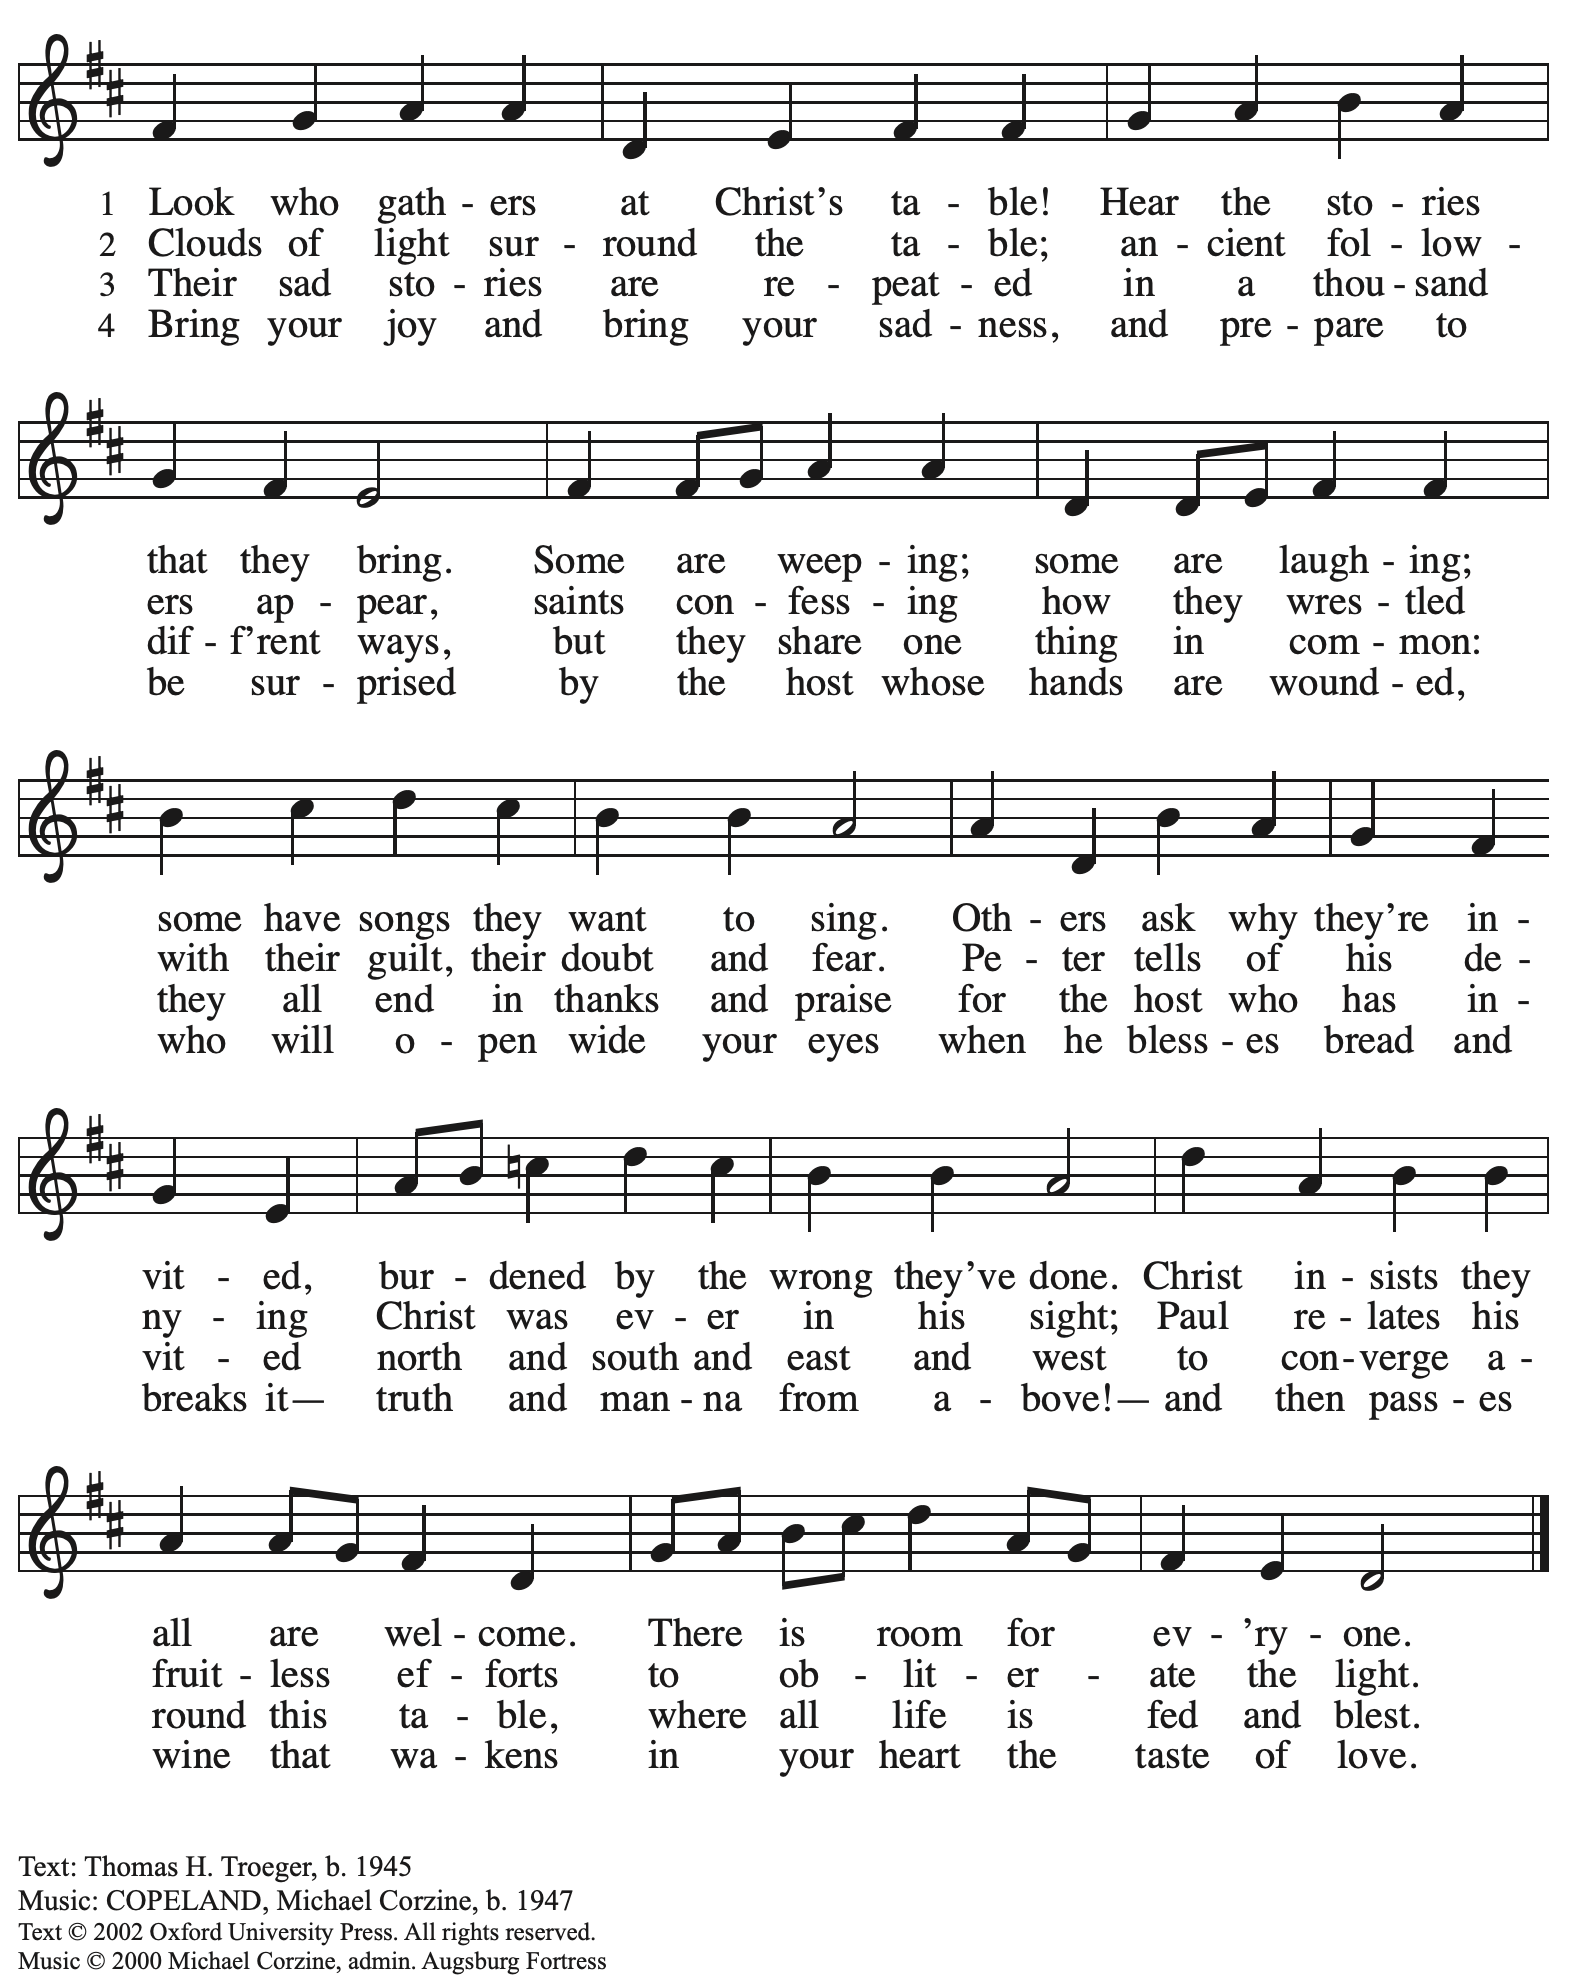 1 Look who gath - ers at Christ's ta - ble! Hear the sto - ries
2 Clouds of light sur - round the ta - ble; an - cient fol - low -
3 Their sad sto - ries are re - peat - ed in a thou - sand
4 Bring your joy and bring your sad - ness, and pre - pare to
that they bring. Some are weep - ing; some are laugh - ing;
ers ap - pear, saints con - fess - ing how they wres - tled
dif - f'rent ways, but they share one thing in com - mon:
be sur - prised by the host whose hands are wound - ed,
some have songs they want to sing. Oth - ers ask why they're in -
with their guilt, their doubt and fear. Pe - ter tells of his de -
they all end in thanks and praise for the host who has in -
who will o - pen wide your eyes when he bless - es bread and
vit - ed, bur - dened by the wrong they've done. Christ in - sists they
ny - ing Christ was ev - er in his sight; Paul re - lates his
vit - ed north and south and east and west to con - verge a -
breaks it— truth and man - na from a - bove!— and then pass - es
all are wel - come. There is room for ev - 'ry - one.
fruit - less ef - forts to ob - lit - er - ate the light.
round this ta - ble, where all life is fed and blest.
wine that wa - kens in your heart the taste of love.
Text: Thomas H. Troeger, b. 1945
Music: COPELAND, Michael Corzine, b. 1947
Text © 2002 Oxford University Press. All rights reserved.
Music © 2000 Michael Corzine, admin. Augsburg Fortress